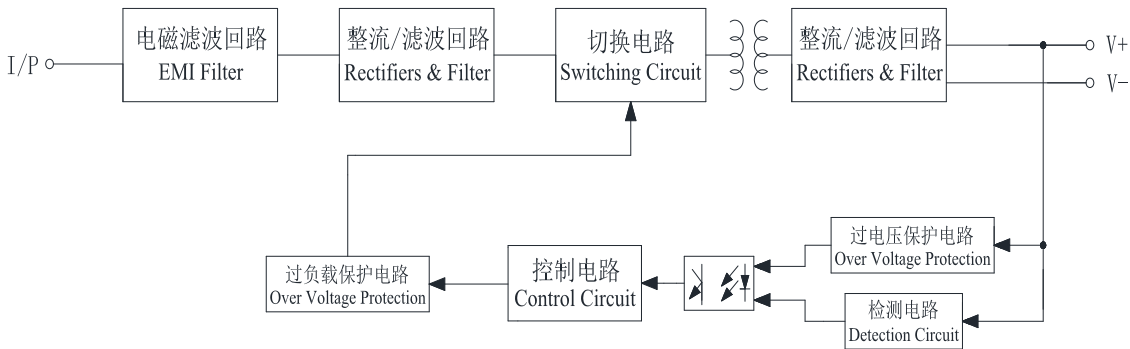 I/P
电磁滤波回路
EMI Filter
整流/滤波回路
Rectifiers & Filter
切换电路
Switching Circuit
整流/滤波回路
Rectifiers & Filter
V+
V-
过电压保护电路
Over Voltage Protection
过负载保护电路
Over Voltage Protection
控制电路
Control Circuit
检测电路
Detection Circuit